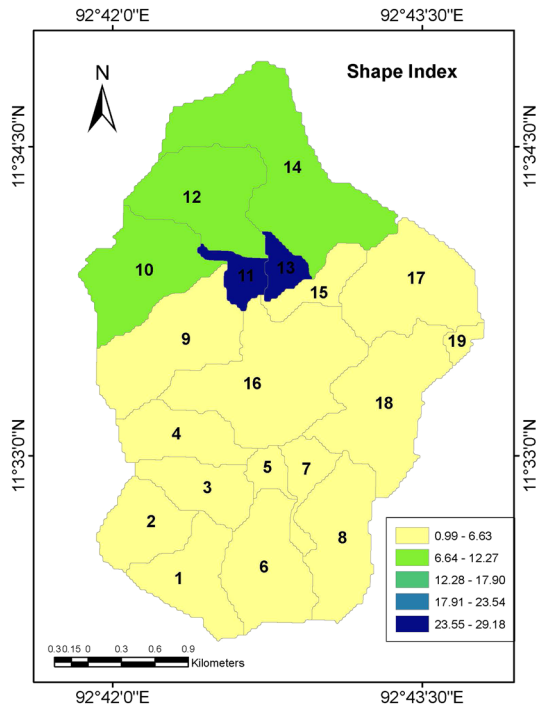 92°42'0"E 92°43'30"E
N
Shape Index
11°34'30"N 11°34'30"N
14
12
10
11 13
15
17
19
9
16
18
4
5 7
3
2
8
6
1
11°33'0"N 11°33'0"N
0.99 - 6.63
6.64 - 12.27
12.28 - 17.90
17.91 - 23.54
23.55 - 29.18
0.30.15 0 0.3 0.6 0.9
Kilometers
92°42'0"E 92°43'30"E